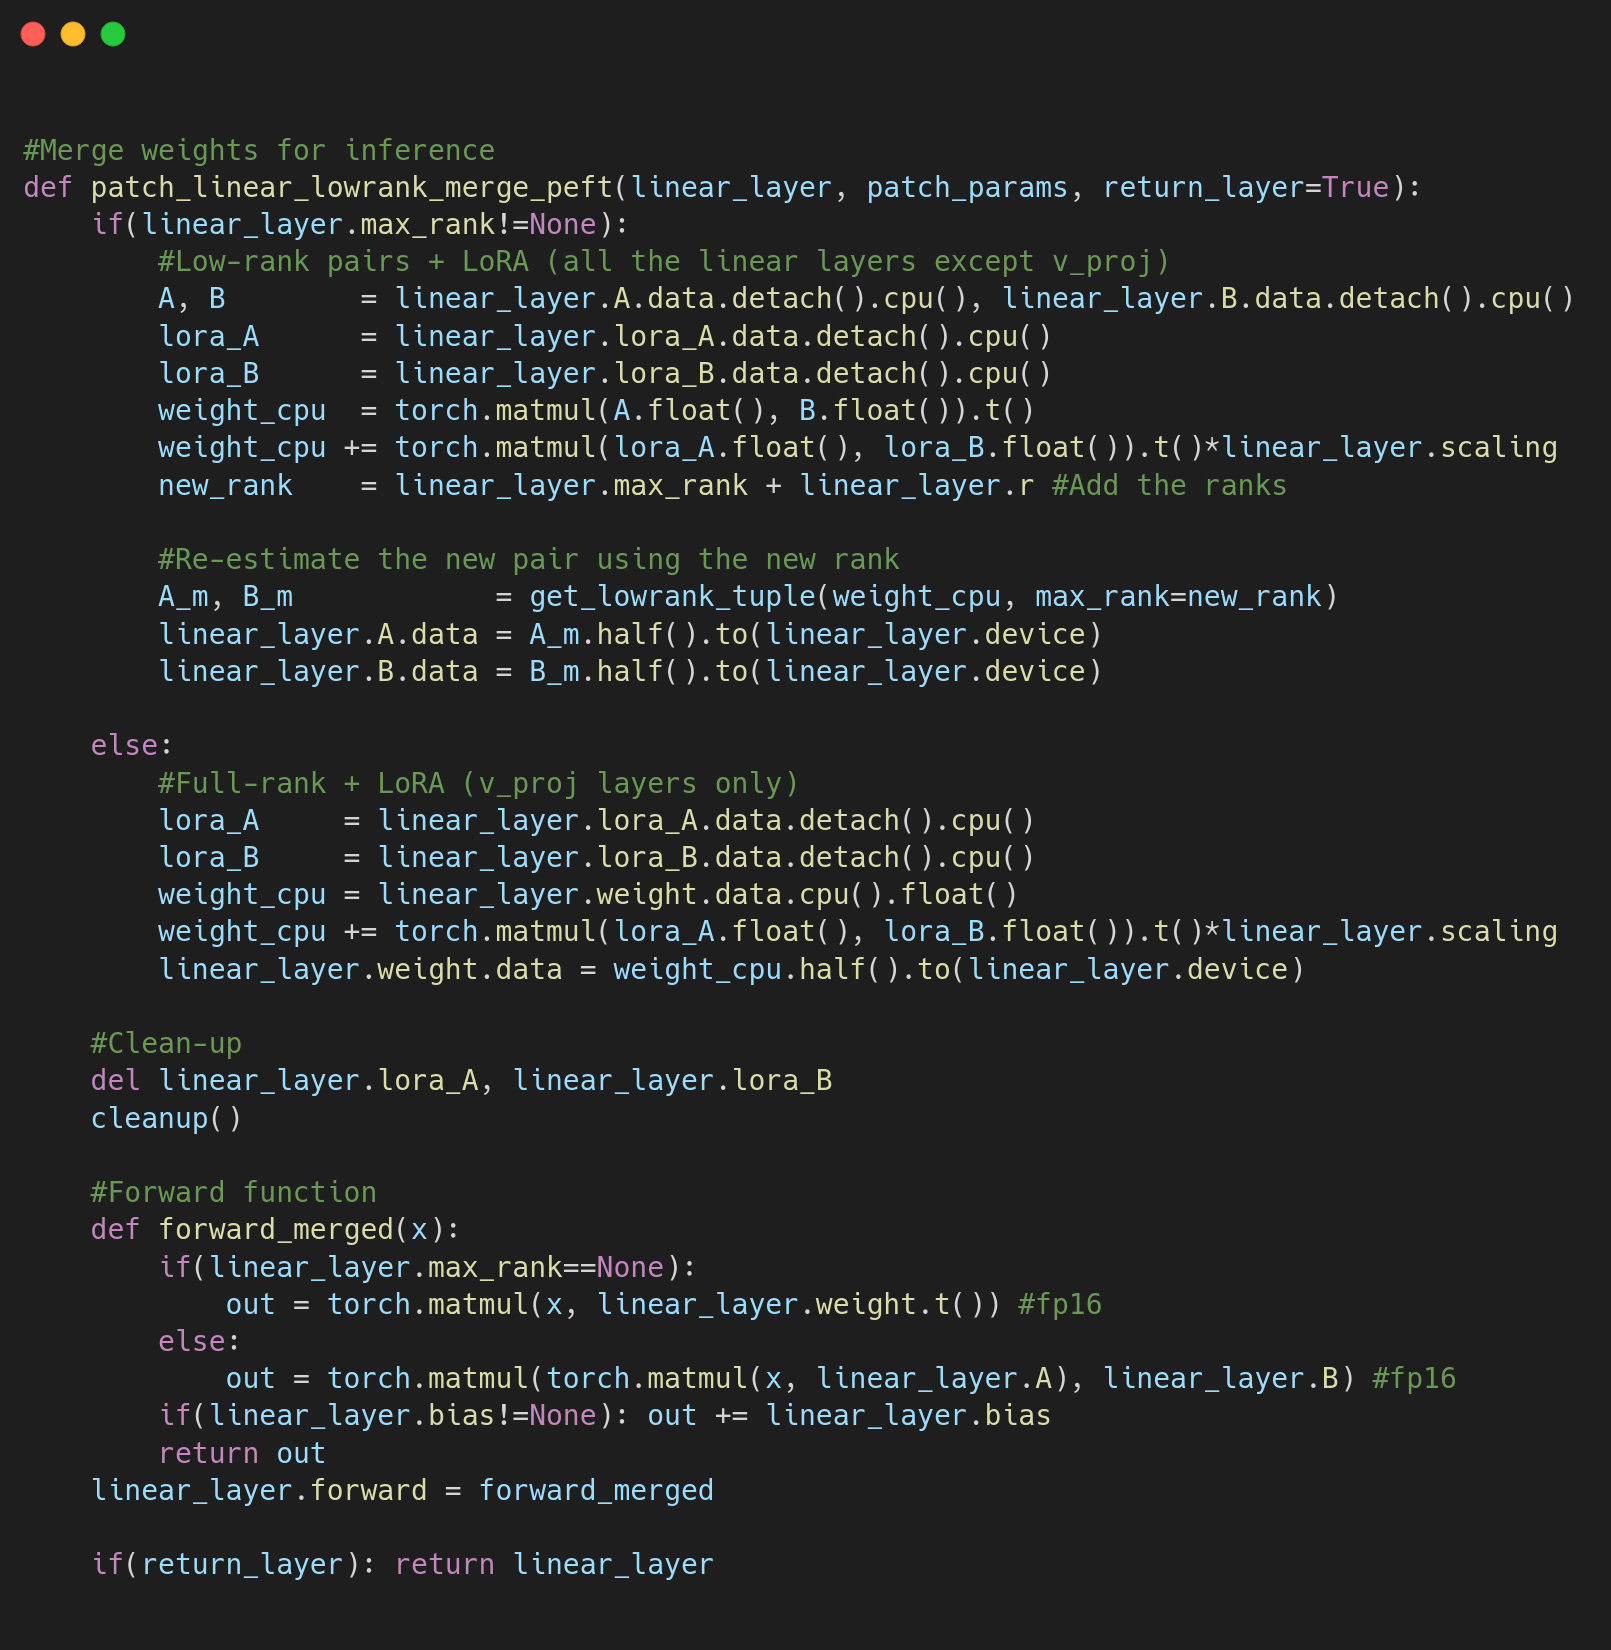 #Merge weights for inference
def patch_linear_lowrank_merge_peft(linear_layer, patch_params, return_layer=True):
    if(linear_layer.max_rank!=None):
        #Low-rank pairs + LoRA (all the linear layers except v_proj)
        A, B        = linear_layer.A.data.detach().cpu(), linear_layer.B.data.detach().cpu()
        lora_A      = linear_layer.lora_A.data.detach().cpu()
        lora_B      = linear_layer.lora_B.data.detach().cpu()
        weight_cpu  = torch.matmul(A.float(), B.float()).t()
        weight_cpu += torch.matmul(lora_A.float(), lora_B.float()).t()*linear_layer.scaling
        new_rank    = linear_layer.max_rank + linear_layer.r #Add the ranks

        #Re-estimate the new pair using the new rank
        A_m, B_m            = get_lowrank_tuple(weight_cpu, max_rank=new_rank)
        linear_layer.A.data = A_m.half().to(linear_layer.device)
        linear_layer.B.data = B_m.half().to(linear_layer.device)

    else:
        #Full-rank + LoRA (v_proj layers only)
        lora_A     = linear_layer.lora_A.data.detach().cpu()
        lora_B     = linear_layer.lora_B.data.detach().cpu()
        weight_cpu = linear_layer.weight.data.cpu().float()
        weight_cpu += torch.matmul(lora_A.float(), lora_B.float()).t()*linear_layer.scaling
        linear_layer.weight.data = weight_cpu.half().to(linear_layer.device)

    #Clean-up
    del linear_layer.lora_A, linear_layer.lora_B
    cleanup()

    #Forward function
    def forward_merged(x):
        if(linear_layer.max_rank==None):
            out = torch.matmul(x, linear_layer.weight.t()) #fp16
        else:
            out = torch.matmul(torch.matmul(x, linear_layer.A), linear_layer.B) #fp16
        if(linear_layer.bias!=None): out += linear_layer.bias
        return out
    linear_layer.forward = forward_merged

    if(return_layer): return linear_layer